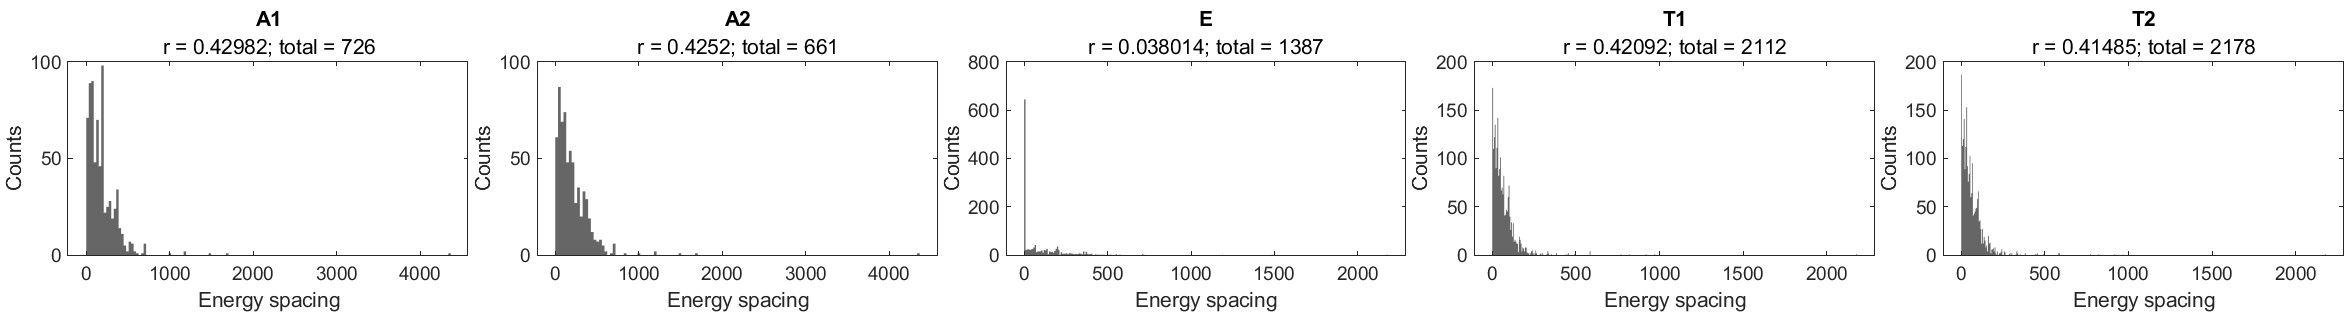 A1
r = 0.42982; total = 726
100
50
0
Counts
0 1000 2000 3000 4000
Energy spacing
A2
r = 0.4252; total = 661
100
50
0
Counts
0 1000 2000 3000 4000
Energy spacing
E
r = 0.038014; total = 1387
800
600
400
200
0
Counts
0 500 1000 1500 2000
Energy spacing
T1
r = 0.42092; total = 2112
200
150
100
50
0
Counts
0 500 1000 1500 2000
Energy spacing
T2
r = 0.41485; total = 2178
200
150
100
50
0
Counts
0 500 1000 1500 2000
Energy spacing